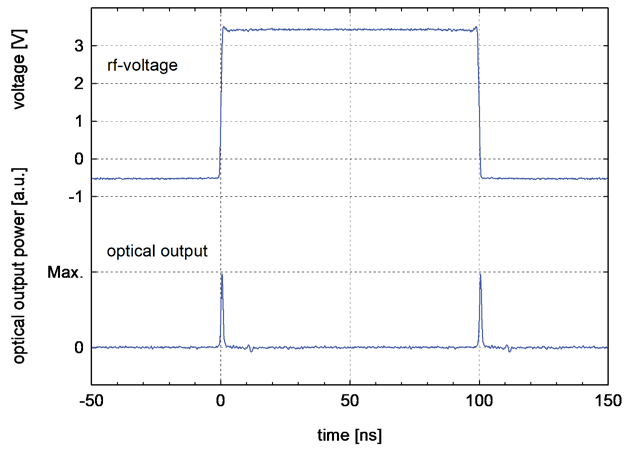 voltage [V]
3
2
1
0
-1
rf-voltage
optical output power [a.u.]
optical output
Max.
0
-50 0 50 100 150
time [ns]